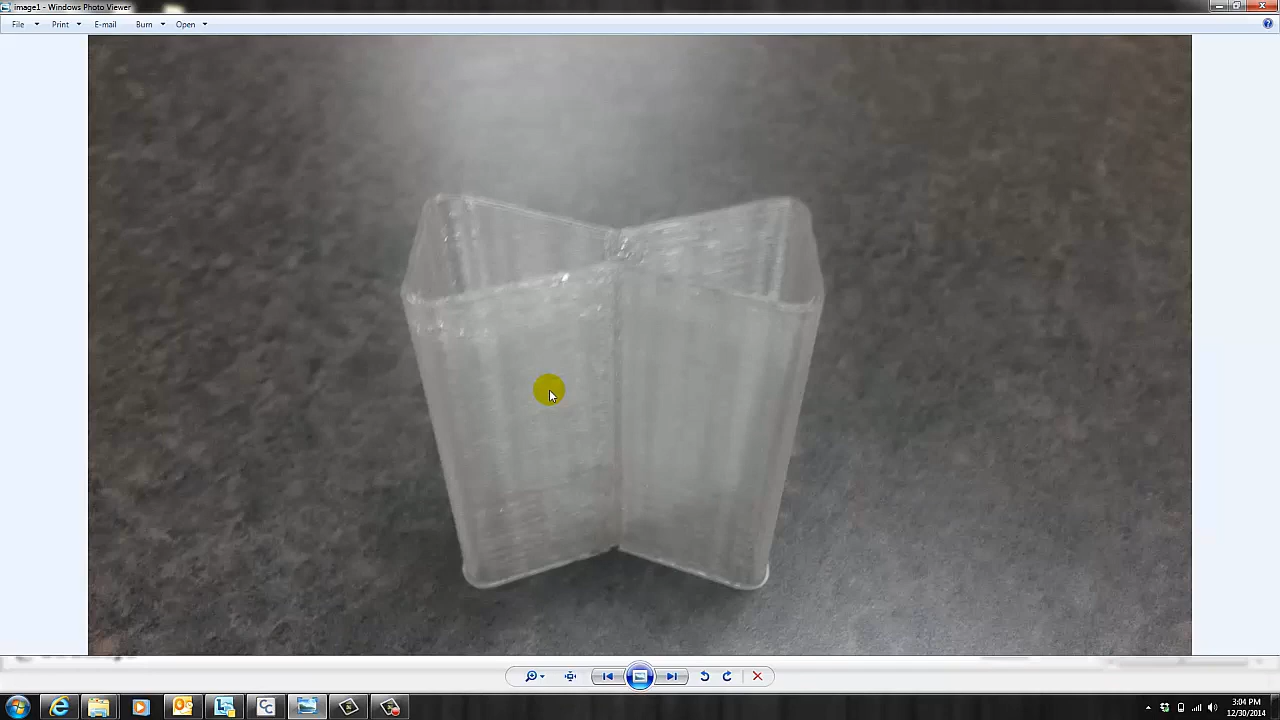 image1 - Windows Photo Viewer
File Print E-mail Burn Open
3:04 PM
12/30/2014